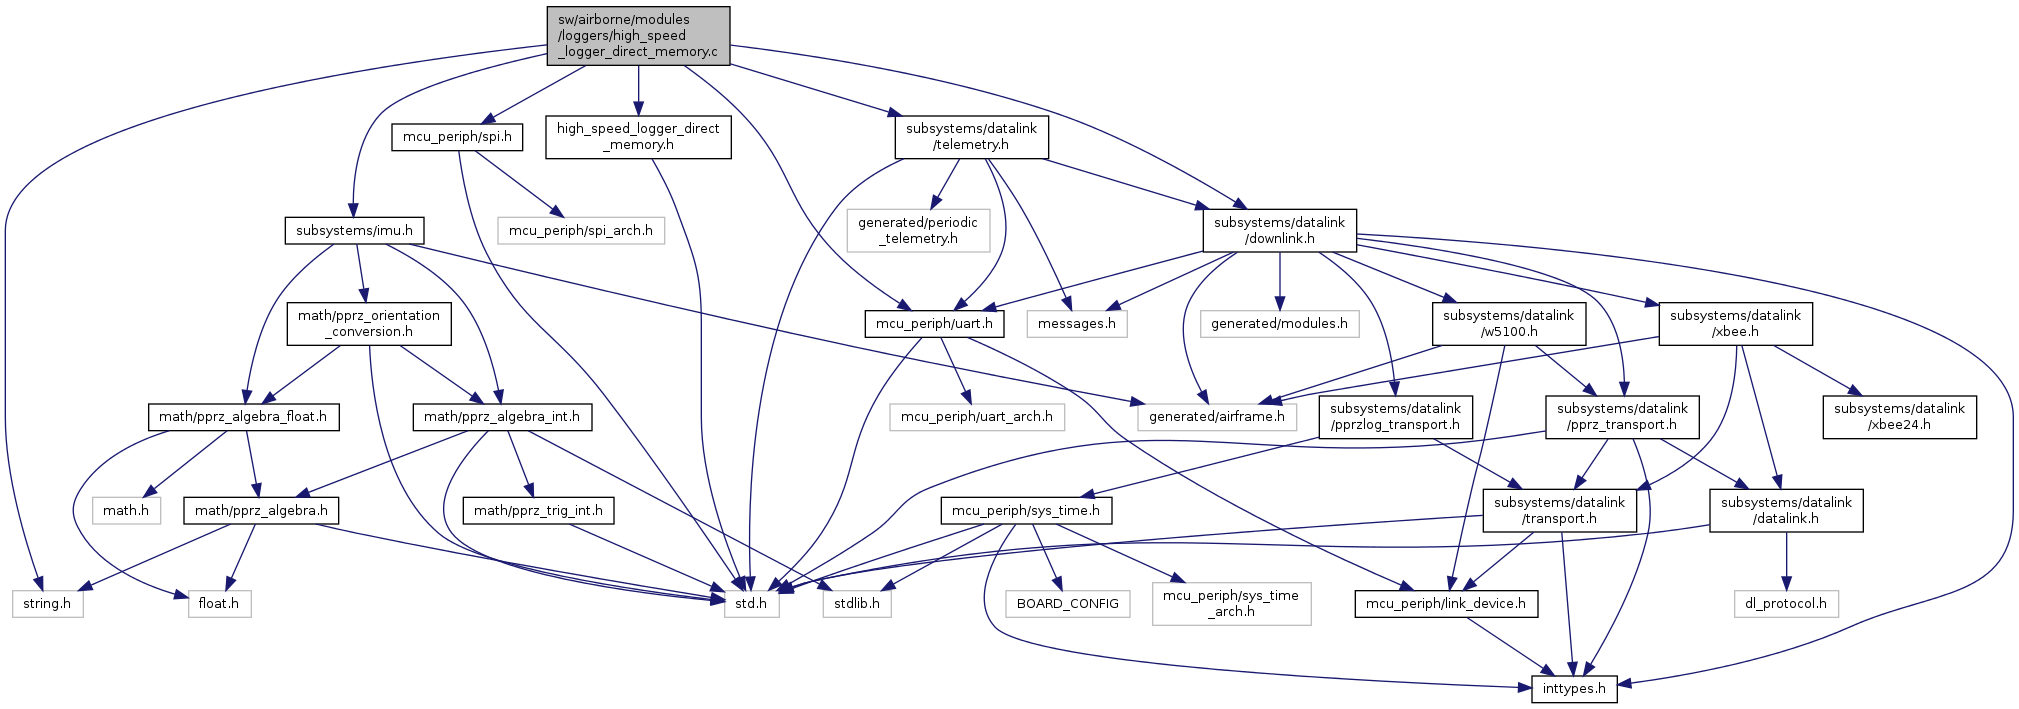 sw/airborne/modules
/loggers/high_speed
_logger_direct_memory.c
mcu_periph/spi.h
high_speed_logger_direct
_memory.h
subsystems/datalink
/telemetry.h
subsystems/imu.h
mcu_periph/spi_arch.h
generated/periodic
_telemetry.h
subsystems/datalink
/downlink.h
math/pprz_orientation
_conversion.h
mcu_periph/uart.h
messages.h
generated/modules.h
subsystems/datalink
/w5100.h
subsystems/datalink
/xbee.h
math/pprz_algebra_float.h
math/pprz_algebra_int.h
mcu_periph/uart_arch.h
generated/airframe.h
subsystems/datalink
/pprzlog_transport.h
subsystems/datalink
/pprz_transport.h
subsystems/datalink
/xbee24.h
math.h
math/pprz_algebra.h
math/pprz_trig_int.h
mcu_periph/sys_time.h
subsystems/datalink
/transport.h
subsystems/datalink
/datalink.h
string.h
float.h
std.h
stdlib.h
BOARD_CONFIG
mcu_periph/sys_time
_arch.h
mcu_periph/link_device.h
dl_protocol.h
inttypes.h